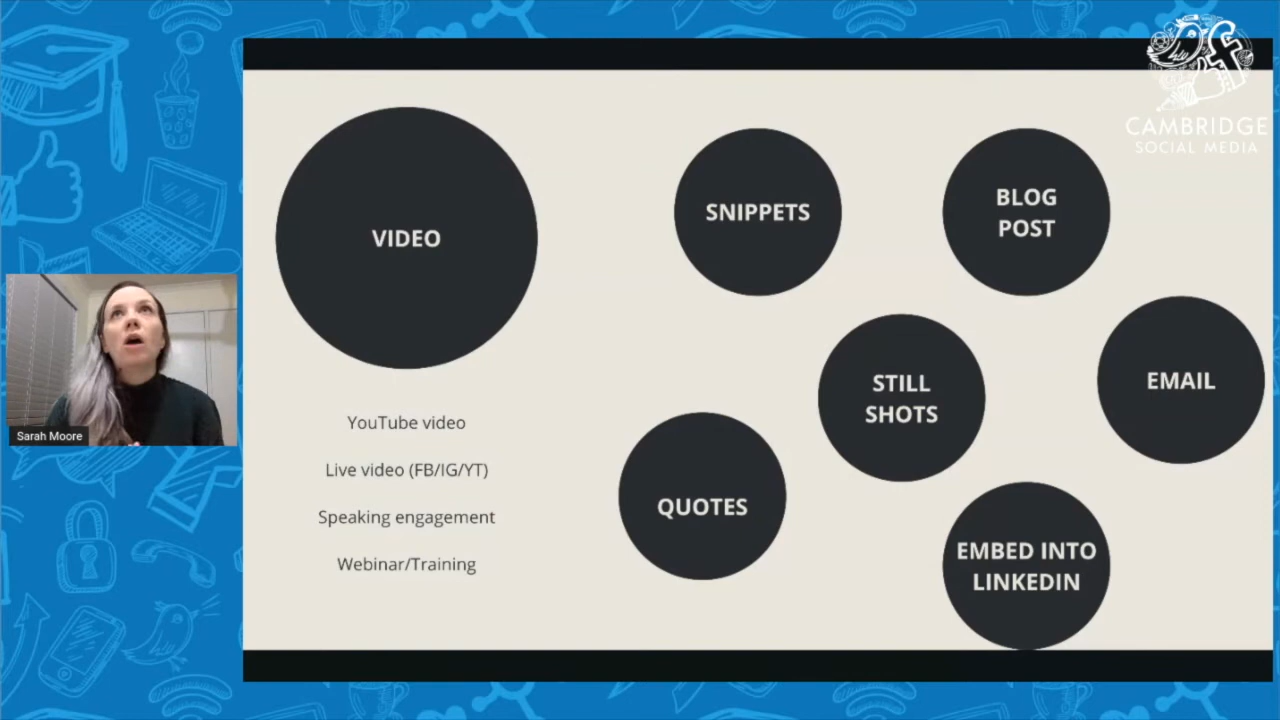 CAMBRIDGE
SOCIAL MEDIA
VIDEO
YouTube video
Live video (FB/IG/YT)
Speaking engagement
Webinar/Training
SNIPPETS
BLOG
POST
STILL
SHOTS
EMAIL
QUOTES
EMBED INTO
LINKEDIN
Sarah Moore